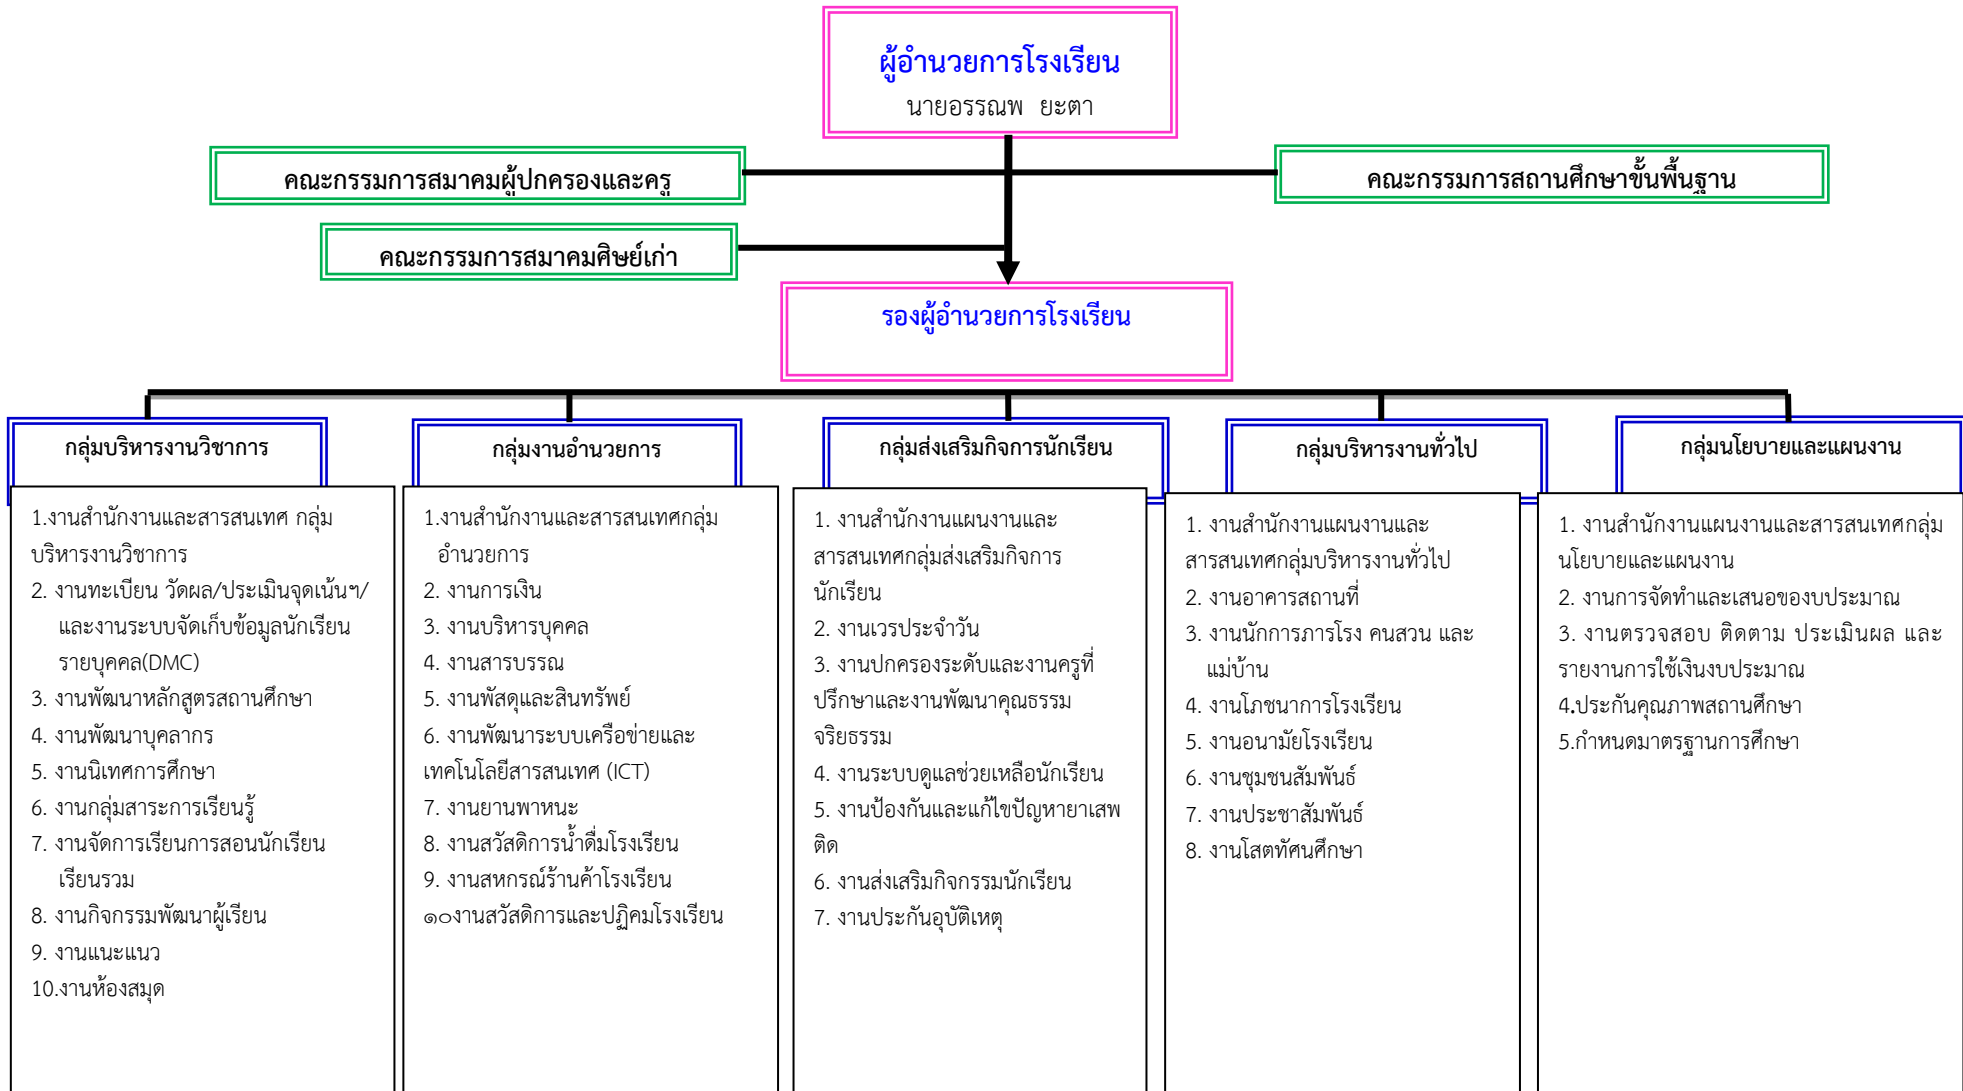 ผู้อำนวยการโรงเรียน
นายอรรณพ ยะตา
คณะกรรมการสมาคมผู้ปกครองและครู
คณะกรรมการสถานศึกษาขั้นพื้นฐาน
คณะกรรมการสมาคมศิษย์เก่า
รองผู้อำนวยการโรงเรียน
กลุ่มบริหารงานวิชาการ
1.งานสำนักงานและสารสนเทศ กลุ่ม
บริหารงานวิชาการ
2. งานทะเบียน วัดผล/ประเมินจุดเน้นฯ/
และงานระบบจัดเก็บข้อมูลนักเรียน
รายบุคคล(DMC)
3. งานพัฒนาหลักสูตรสถานศึกษา
4. งานพัฒนาบุคลากร
5. งานนิเทศการศึกษา
6. งานกลุ่มสาระการเรียนรู้
7. งานจัดการเรียนการสอนนักเรียน
เรียนรวม
8. งานกิจกรรมพัฒนาผู้เรียน
9. งานแนะแนว
10.งานห้องสมุด
กลุ่มงานอำนวยการ
1.งานสำนักงานและสารสนเทศกลุ่ม
อำนวยการ
2. งานการเงิน
3. งานบริหารบุคคล
4. งานสารบรรณ
5. งานพัสดุและสินทรัพย์
6. งานพัฒนาระบบเครือข่ายและ
เทคโนโลยีสารสนเทศ (ICT)
7. งานยานพาหนะ
8. งานสวัสดิการน้ำดื่มโรงเรียน
9. งานสหกรณ์ร้านค้าโรงเรียน
๑๐งานสวัสดิการและปฏิคมโรงเรียน
กลุ่มส่งเสริมกิจการนักเรียน
1. งานสำนักงานแผนงานและ
สารสนเทศกลุ่มส่งเสริมกิจการ
นักเรียน
2. งานเวรประจำวัน
3. งานปกครองระดับและงานครูที่
ปรึกษาและงานพัฒนาคุณธรรม
จริยธรรม
4. งานระบบดูแลช่วยเหลือนักเรียน
5. งานป้องกันและแก้ไขปัญหายาเสพ
ติด
6. งานส่งเสริมกิจกรรมนักเรียน
7. งานประกันอุบัติเหตุ
กลุ่มบริหารงานทั่วไป
1. งานสำนักงานแผนงานและ
สารสนเทศกลุ่มบริหารงานทั่วไป
2. งานอาคารสถานที่
3. งานนักการภารโรง คนสวน และ
แม่บ้าน
4. งานโภชนาการโรงเรียน
5. งานอนามัยโรงเรียน
6. งานชุมชนสัมพันธ์
7. งานประชาสัมพันธ์
8. งานโสตทัศนศึกษา
กลุ่มนโยบายและแผนงาน
1. งานสำนักงานแผนงานและสารสนเทศกลุ่ม
นโยบายและแผนงาน
2. งานการจัดทำและเสนอของบประมาณ
3. งานตรวจสอบ ติดตาม ประเมินผล และ
รายงานการใช้เงินงบประมาณ
4.ประกันคุณภาพสถานศึกษา
5.กำหนดมาตรฐานการศึกษา